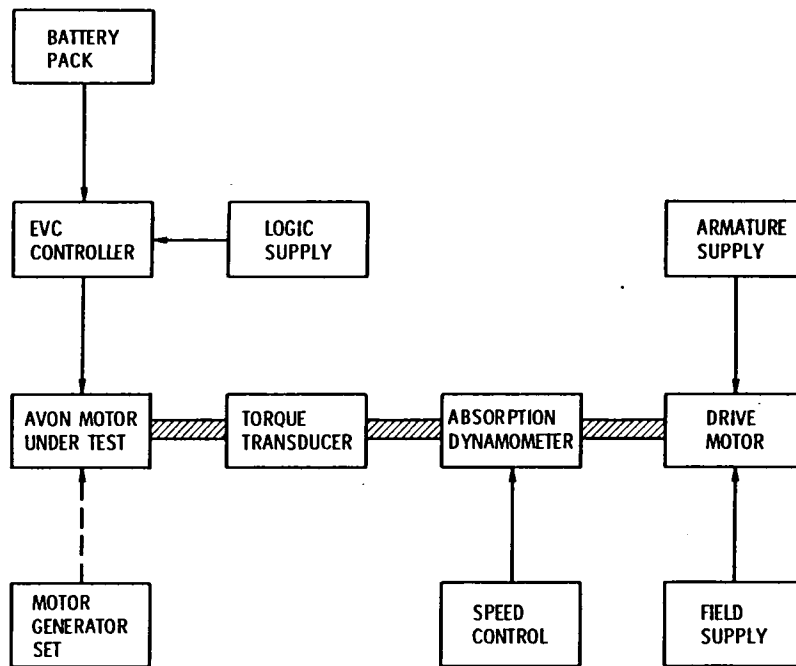 BATTERY
PACK
EVC
CONTROLLER
LOGIC
SUPPLY
ARMATURE
SUPPLY
AVON MOTOR
UNDER TEST
TORQUE
TRANSDUCER
ABSORPTION
DYNAMOMETER
DRIVE
MOTOR
MOTOR
GENERATOR
SET
SPEED
CONTROL
FIELD
SUPPLY